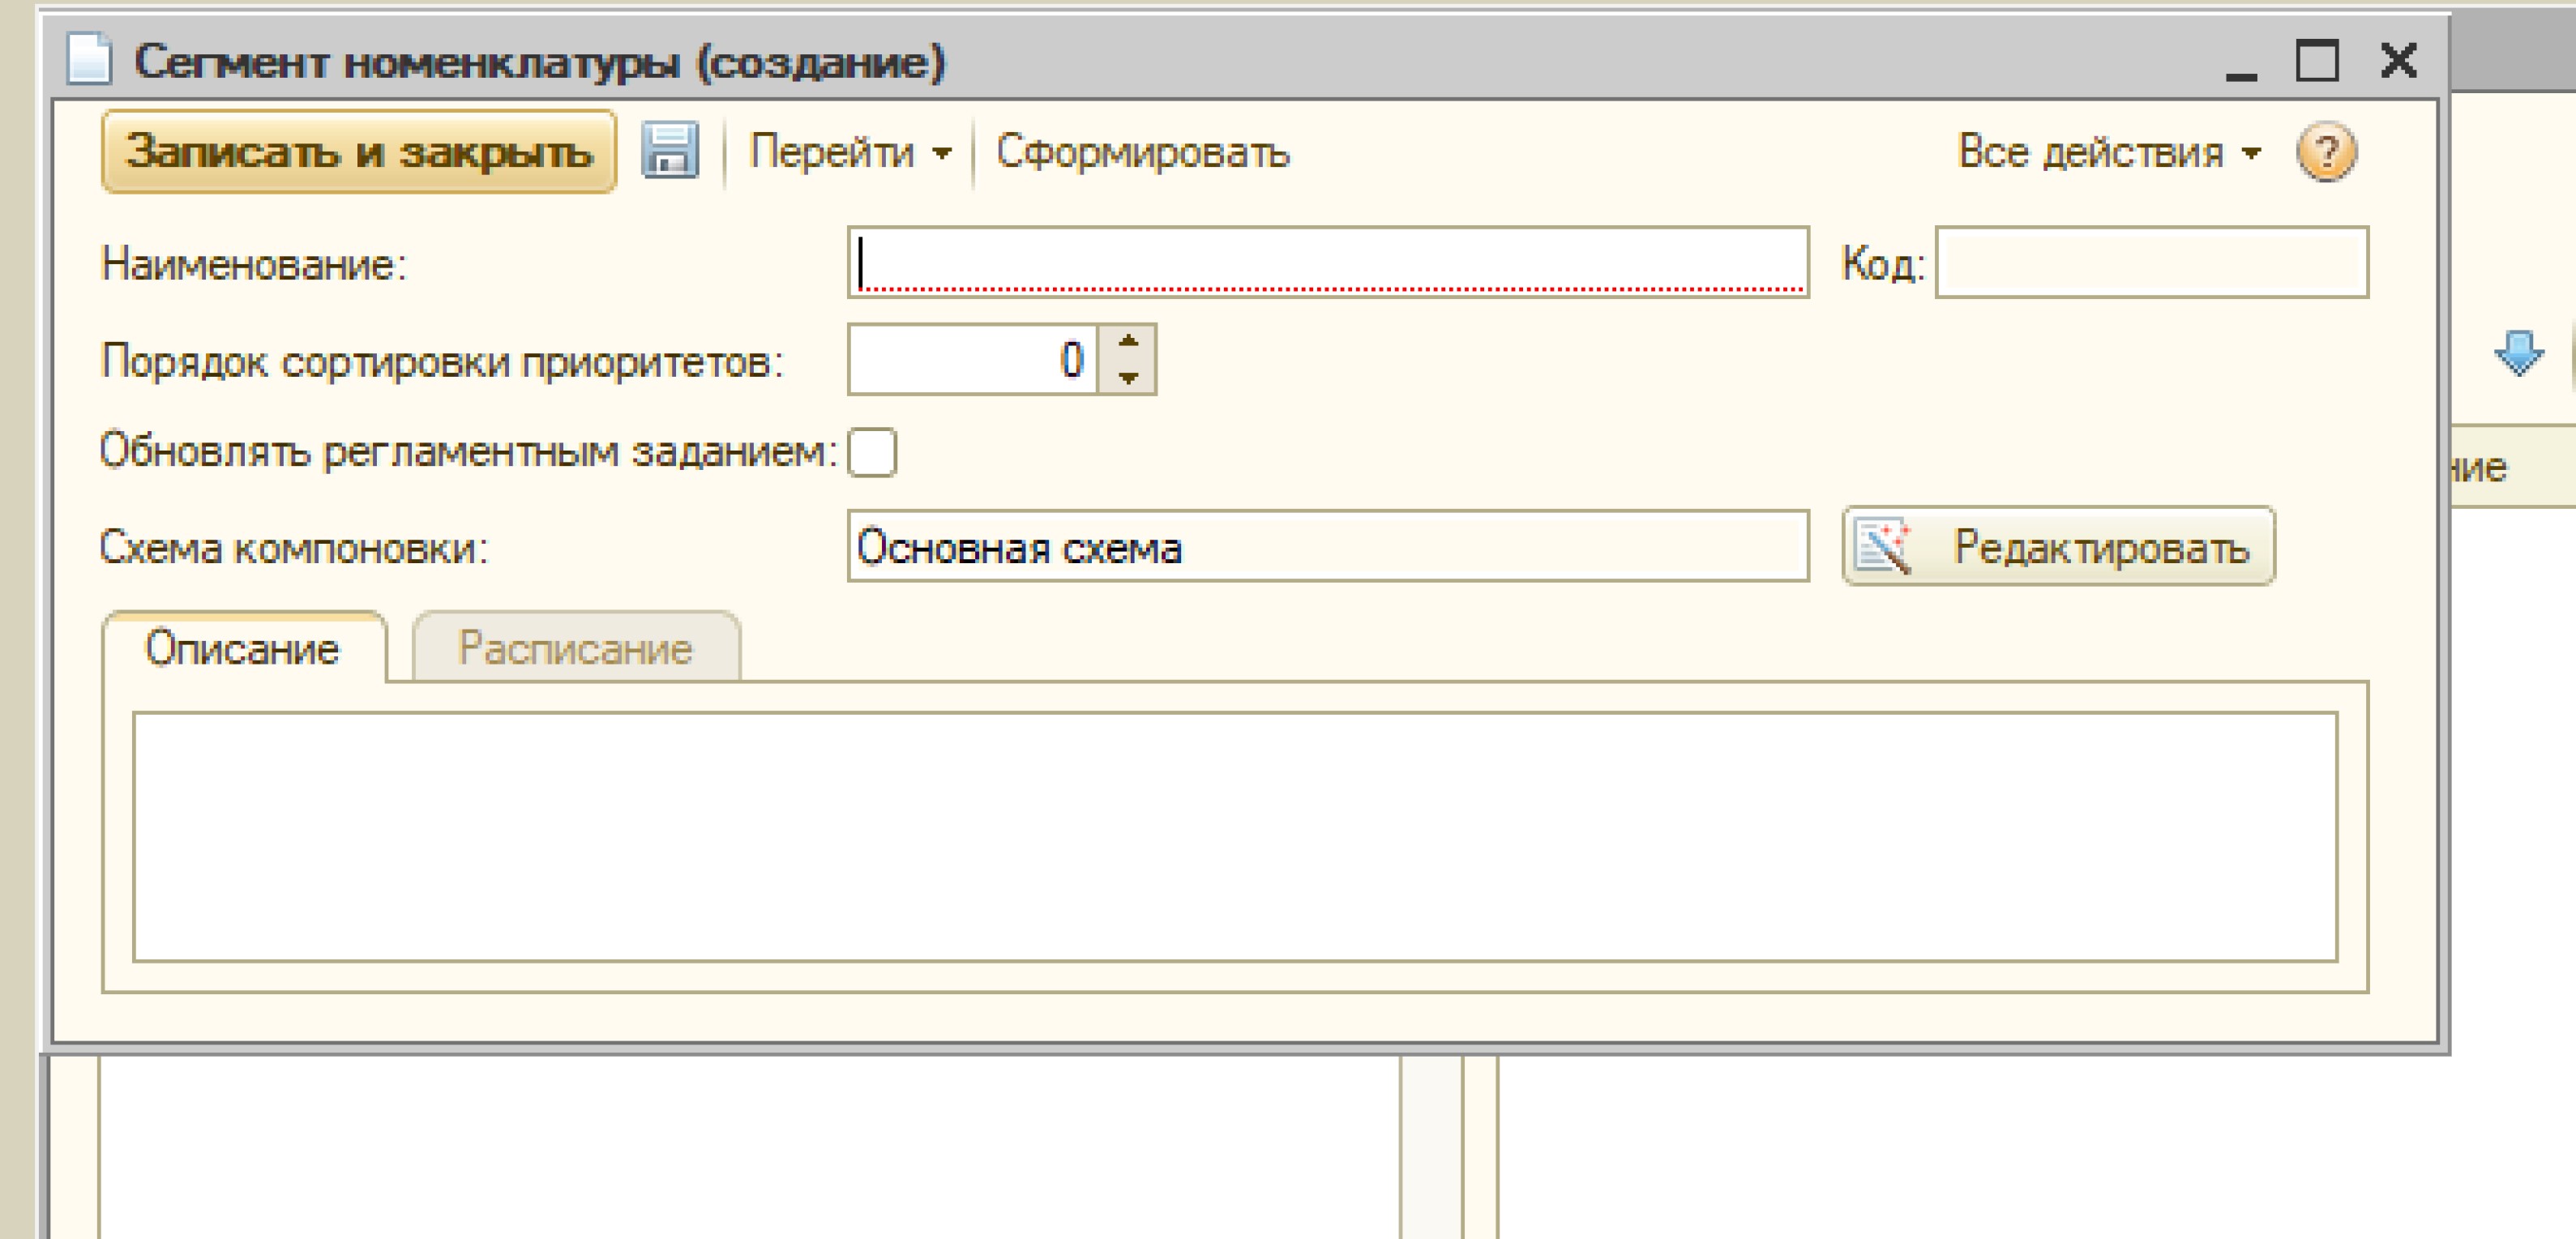 Сегмент номенклатуры (создание)
Записать и закрыть Перейти Сформировать Все действия ?
Наименование: Код:
Порядок сортировки приоритетов: 0
Обновлять регламентным заданием:
Схема компоновки: Основная схема Редактировать
Описание Расписание